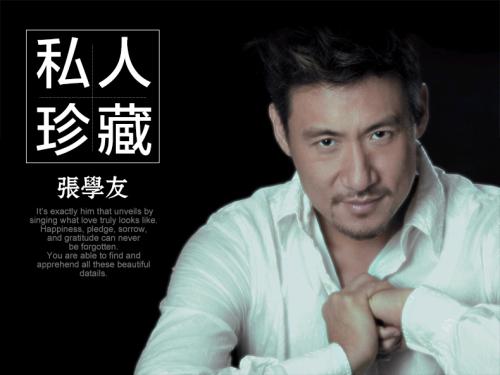 私人
珍藏
張學友
It's exactly him that unveils by
singing what love truly looks like.
Happiness, pledge, sorrow,
and gratitude can never
be forgotten.
You are able to find and
apprehend all these beautiful
datails.